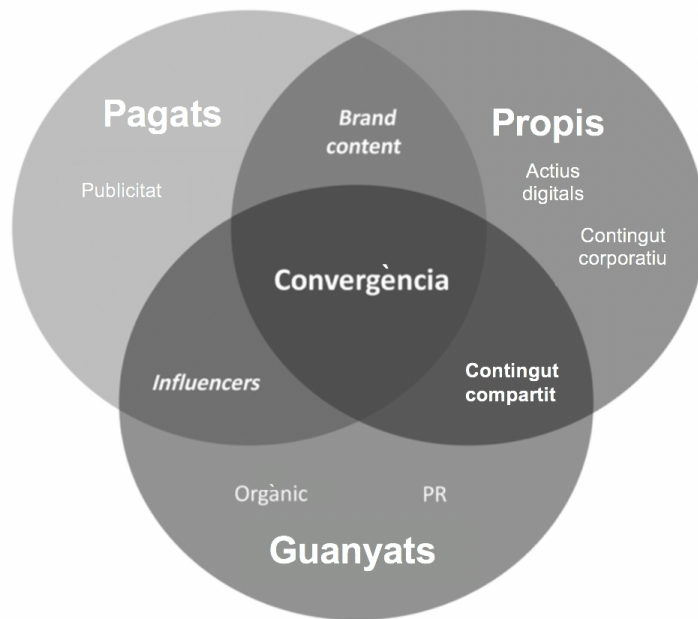 Pagats
Publicitat
Brand
content
Propis
Actius
digitals
Contingut
corporatiu
Convergència
Influencers
Contingut
compartit
Orgànic
PR
Guanyats